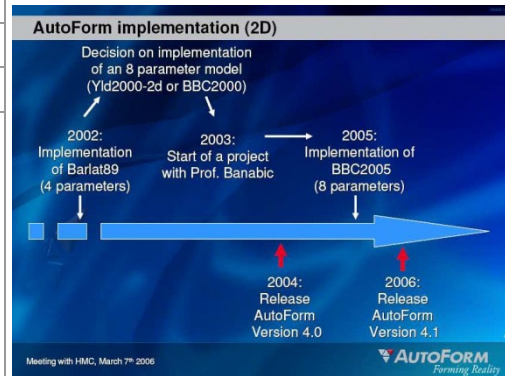 AutoForm implementation (2D)
Decision on implementation
of an 8 parameter model
(Yld2000-2d or BBC2000)
2002:
Implementation
of Barlat89
(4 parameters)
2003:
Start of a project
with Prof. Banabic
2005:
Implementation of
BBC2005
(8 parameters)
2004:
Release
AutoForm
Version 4.0
2006:
Release
AutoForm
Version 4.1
Meeting with HMC, March 7th 2006
AUTOFORM
Forming Reality